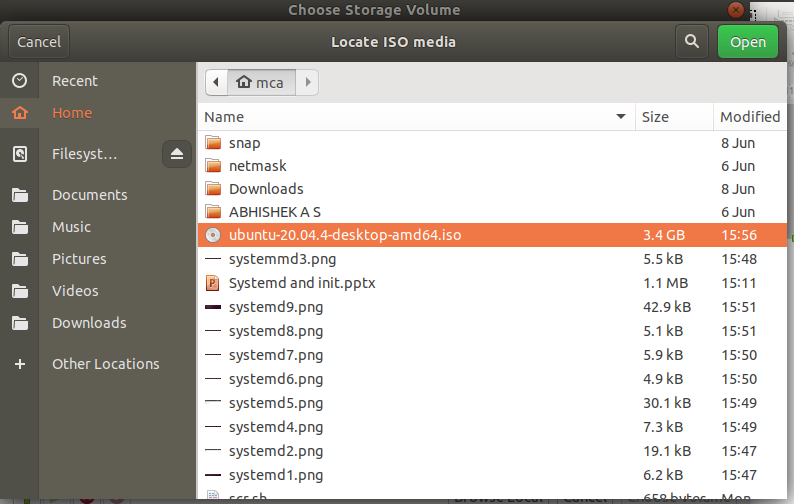 Choose Storage Volume
Cancel Locate ISO media Open
Recent
Home
Filesyst...
Documents
Music
Pictures
Videos
Downloads
Other Locations
mca
Name Size Modified
snap 8 Jun
netmask 6 Jun
Downloads 8 Jun
ABHISHEK A S 6 Jun
ubuntu-20.04.4-desktop-amd64.iso 3.4 GB 15:56
systemmd3.png 5.5 kB 15:48
Systemd and init.pptx 1.1 MB 15:11
systemd9.png 42.9 kB 15:51
systemd8.png 5.1 kB 15:51
systemd7.png 5.9 kB 15:50
systemd6.png 4.9 kB 15:50
systemd5.png 30.1 kB 15:49
systemd4.png 7.3 kB 15:49
systemd2.png 19.1 kB 15:47
systemd1.png 6.2 kB 15:47
scr.sh 658 bytes Mon